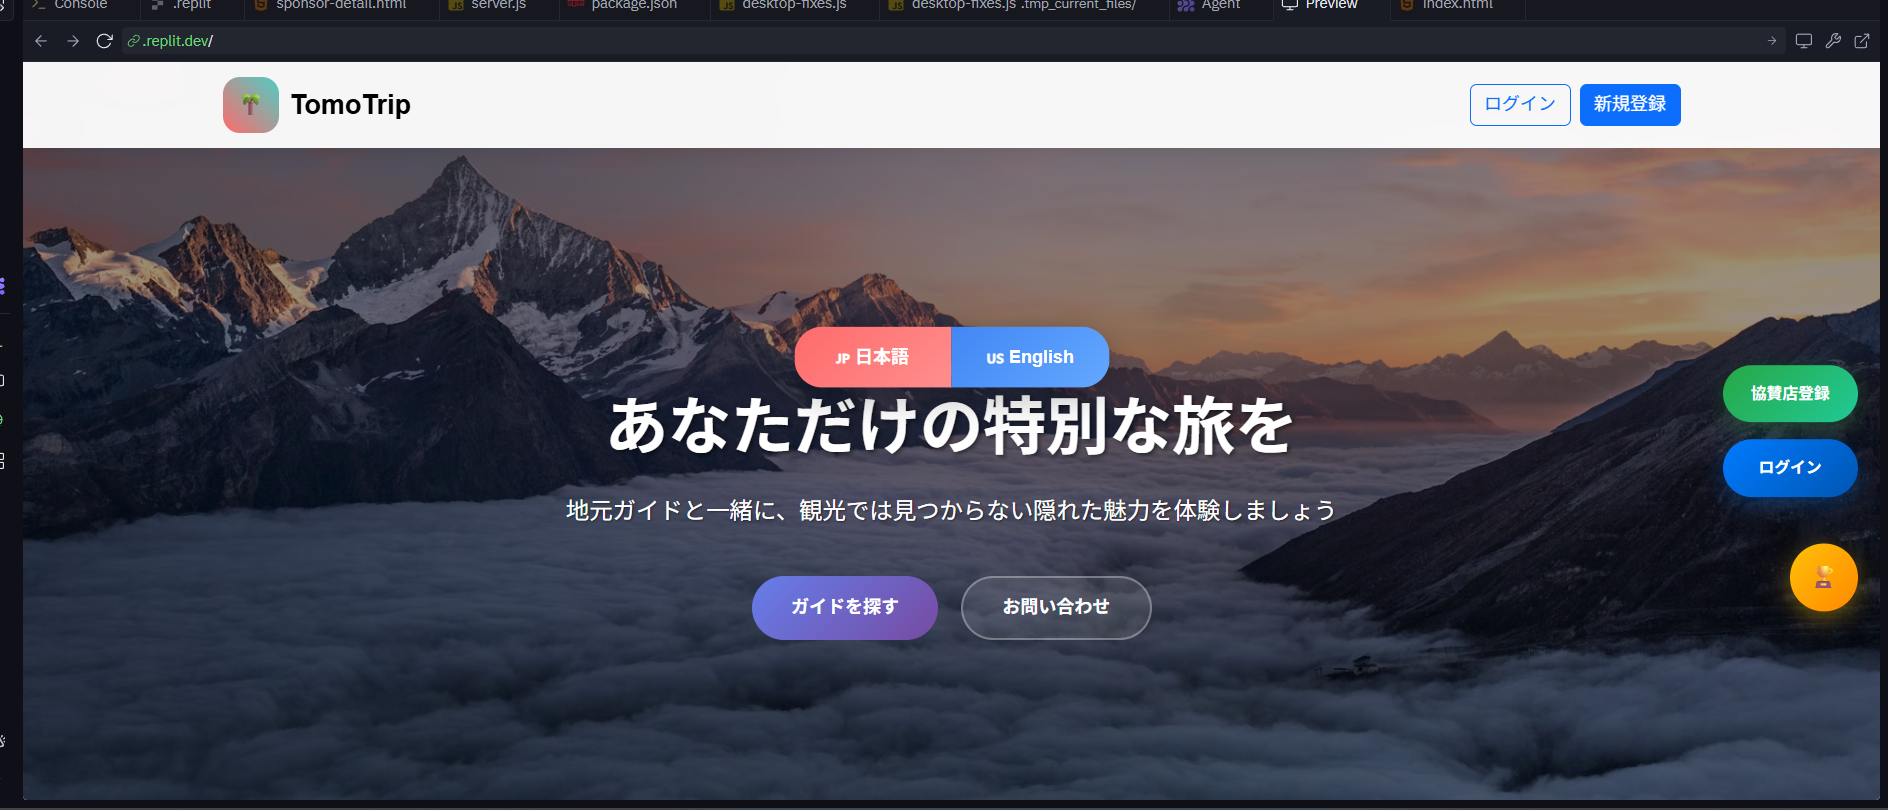 Console
.replit
sponsor-detail.html
server.js
package.json
desktop-fixes.js
desktop-fixes.js .tmp_current_files/
Agent
Preview
index.html
.replit.dev/
TomoTrip
ログイン
新規登録
JP 日本語
US English
あなただけの特別な旅を
地元ガイドと一緒に、観光では見つからない隠れた魅力を体験しましょう
協賛店登録
ログイン
ガイドを探す
お問い合わせ